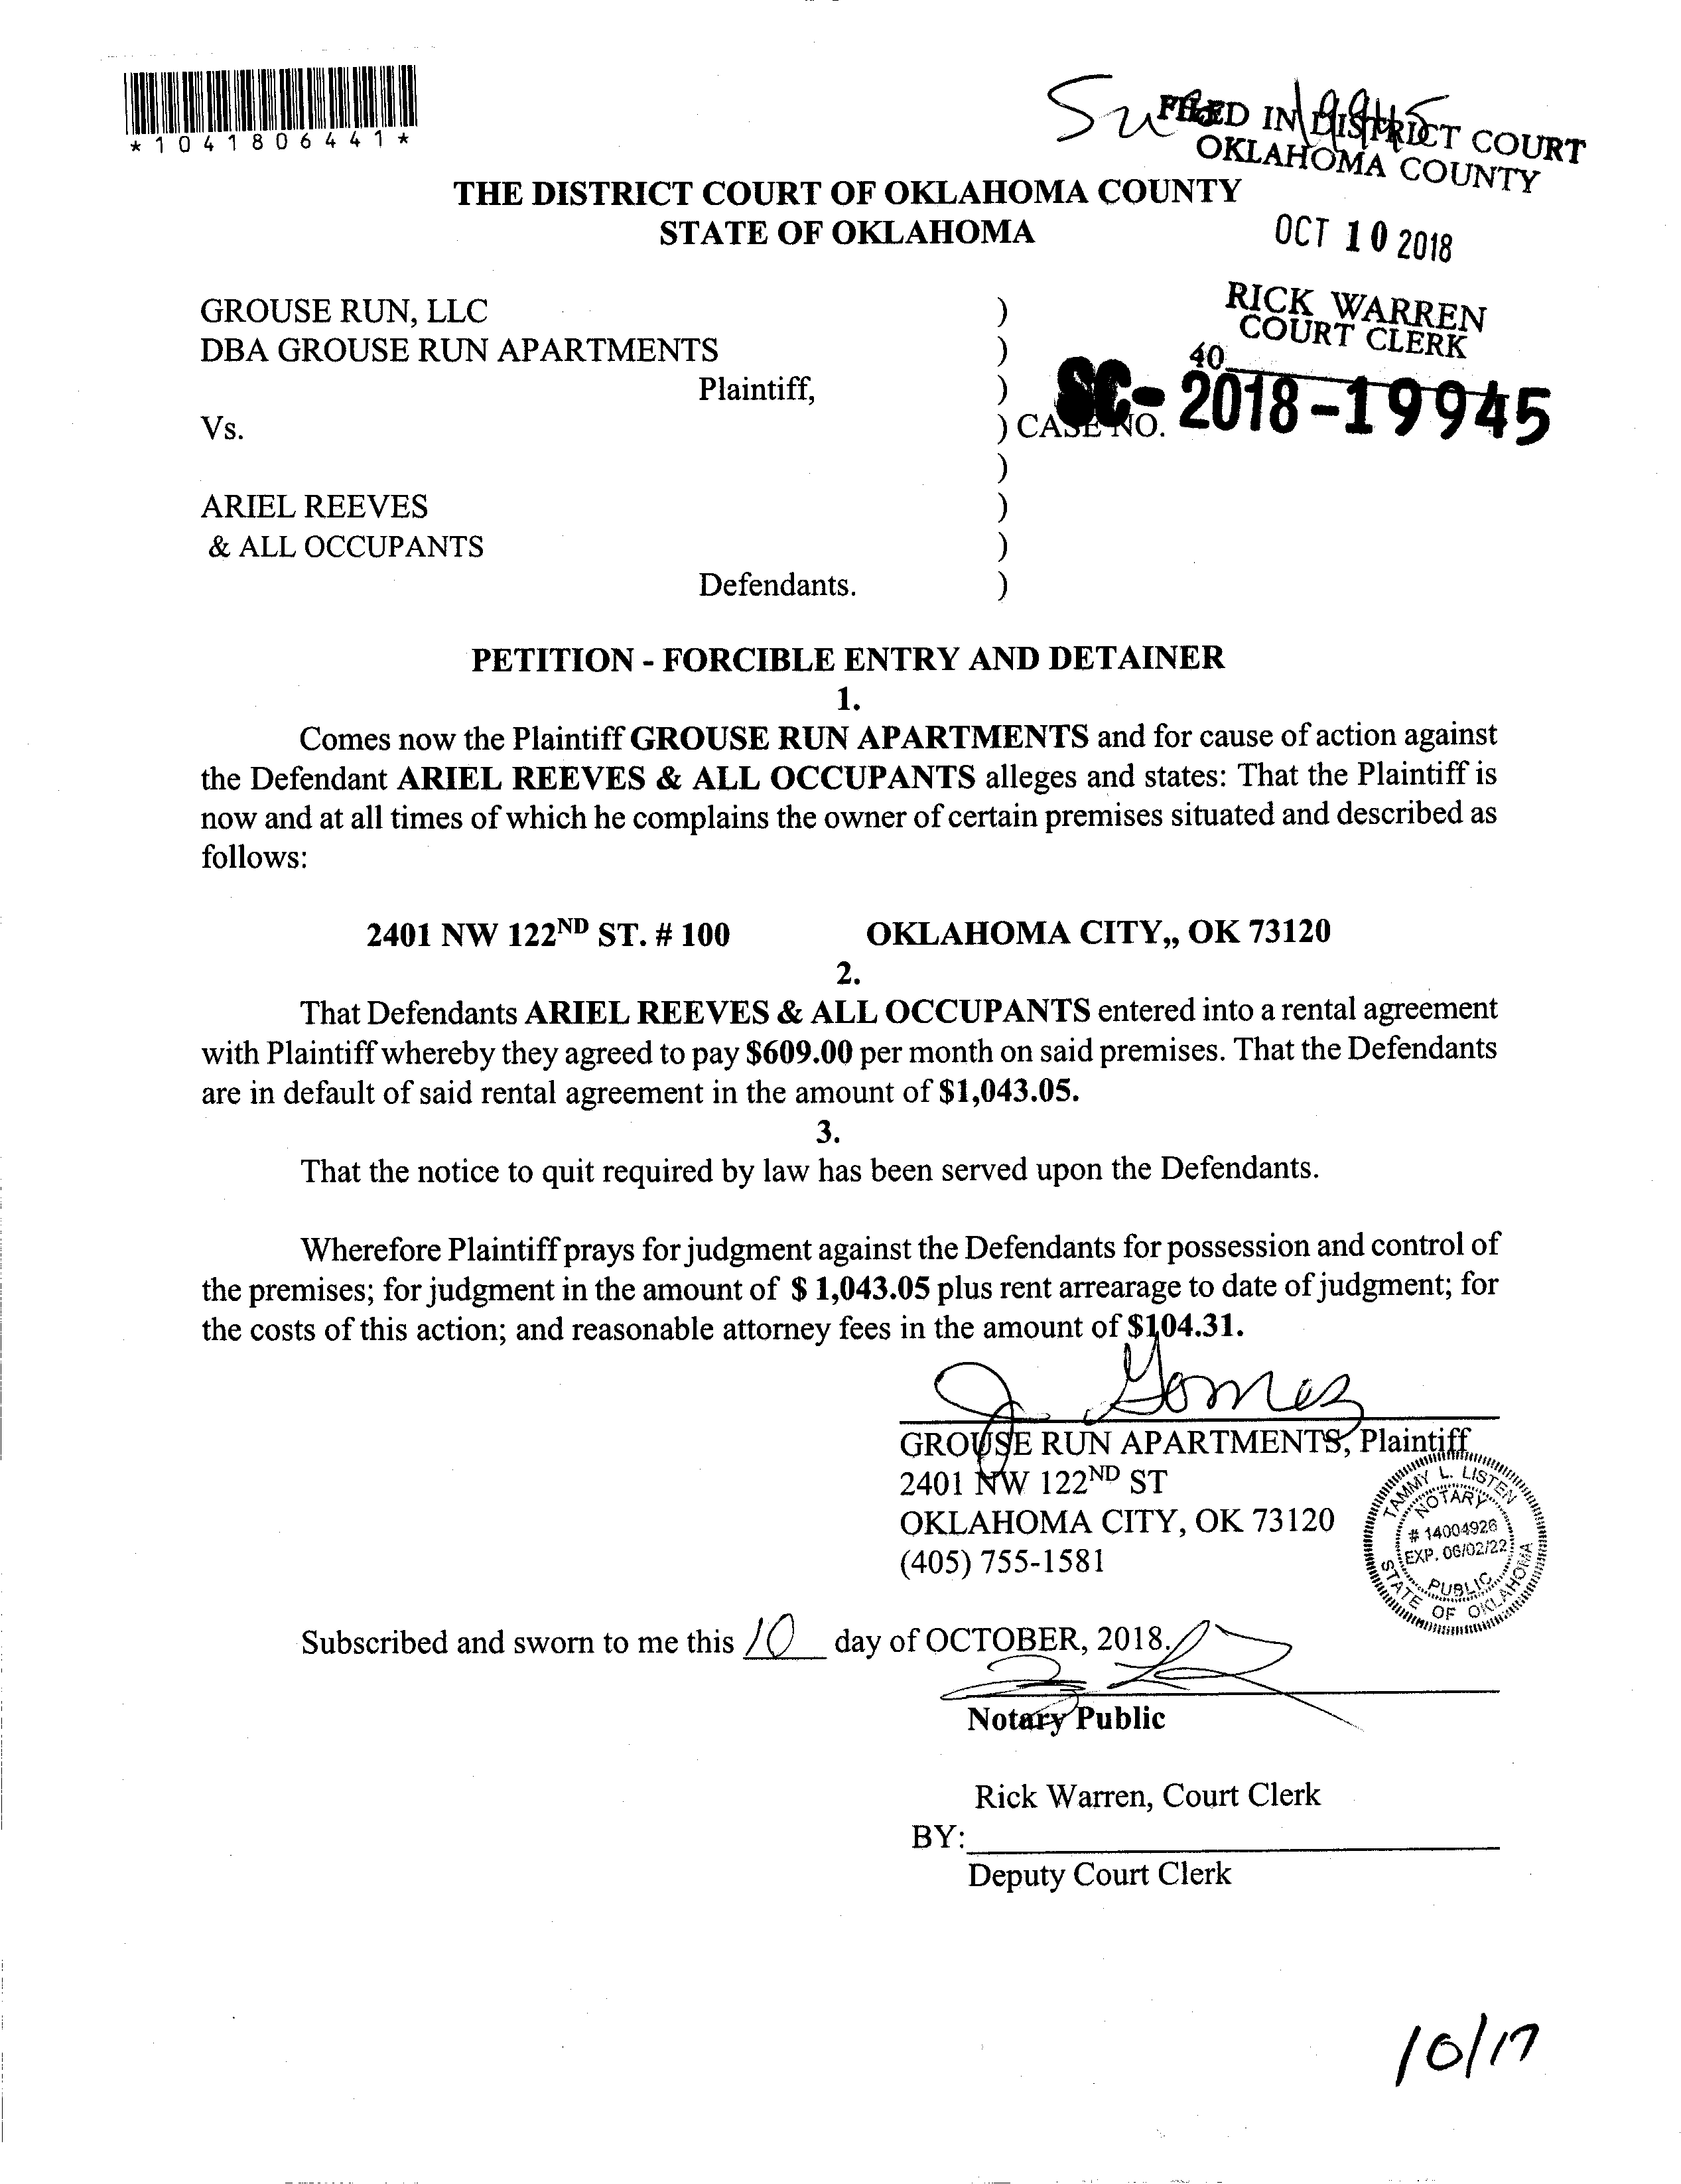 *1041806441*
FILED IN DISTRICT COURT
OKLAHOMA COUNTY
THE DISTRICT COURT OF OKLAHOMA COUNTY
STATE OF OKLAHOMA
OCT 10 2018
RICK WARREN
COURT CLERK
40
GROUSE RUN, LLC )
DBA GROUSE RUN APARTMENTS )
Plaintiff, )
Vs. ) CASE NO. SC-2018-19945
)
ARIEL REEVES )
& ALL OCCUPANTS )
Defendants. )
PETITION - FORCIBLE ENTRY AND DETAINER
1.
Comes now the Plaintiff GROUSE RUN APARTMENTS and for cause of action against
the Defendant ARIEL REEVES & ALL OCCUPANTS alleges and states: That the Plaintiff is
now and at all times of which he complains the owner of certain premises situated and described as
follows:
2401 NW 122ND ST. # 100 OKLAHOMA CITY,, OK 73120
2.
That Defendants ARIEL REEVES & ALL OCCUPANTS entered into a rental agreement
with Plaintiff whereby they agreed to pay $609.00 per month on said premises. That the Defendants
are in default of said rental agreement in the amount of $1,043.05.
3.
That the notice to quit required by law has been served upon the Defendants.
Wherefore Plaintiff prays for judgment against the Defendants for possession and control of
the premises; for judgment in the amount of $ 1,043.05 plus rent arrearage to date of judgment; for
the costs of this action; and reasonable attorney fees in the amount of $104.31.
J Gomez
GROUSE RUN APARTMENTS, Plaintiff
2401 NW 122ND ST
OKLAHOMA CITY, OK 73120
(405) 755-1581
TAMMY L. LISTEN
NOTARY
# 14004926
EXP. 06/02/22
PUBLIC
STATE OF OKLAHOMA
Subscribed and sworn to me this 10 day of OCTOBER, 2018.
Notary Public
Rick Warren, Court Clerk
BY:
Deputy Court Clerk
10/17